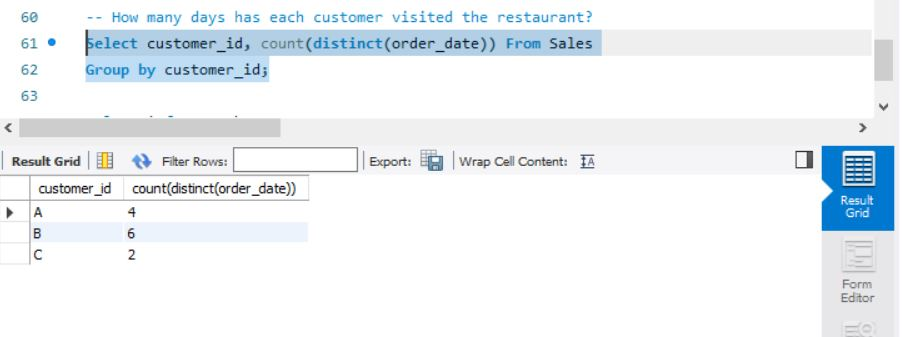 60 -- How many days has each customer visited the restaurant?
61 Select customer_id, count(distinct(order_date)) From Sales
62 Group by customer_id;
63
Result Grid Filter Rows: Export: Wrap Cell Content: IA
customer_id count(distinct(order_date))
A 4
B 6
C 2
Result
Grid
Form
Editor